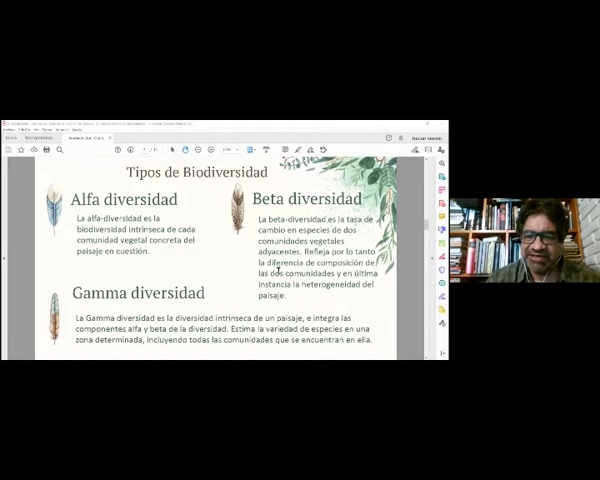 Iniciar sesión
Tipos de Biodiversidad
Alfa diversidad
La alfa-diversidad es la
biodiversidad intrínseca de cada
comunidad vegetal concreta del
paisaje en cuestión.
Beta diversidad
La beta-diversidad es la tasa de
cambio en especies de dos
comunidades vegetales
adyacentes. Refleja por lo tanto
la diferencia de composición de
las dos comunidades y en última
instancia la heterogeneidad del
paisaje.
Gamma diversidad
La Gamma diversidad es la diversidad intrínseca de un paisaje, e integra las
componentes alfa y beta de la diversidad. Estima la variedad de especies en una
zona determinada, incluyendo todas las comunidades que se encuentran en ella.